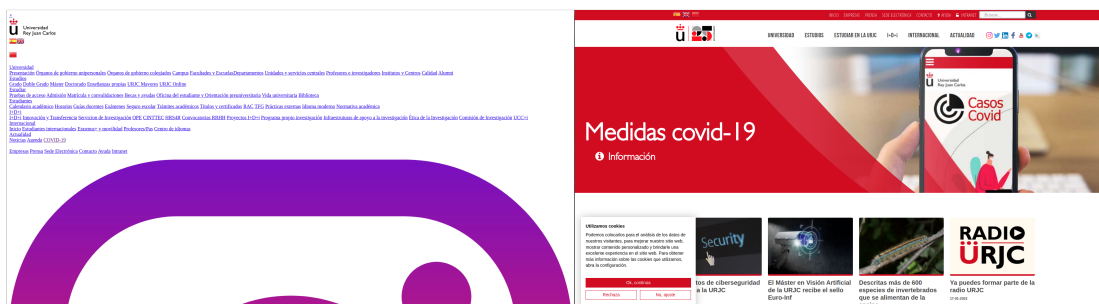 Universidad
Rey Juan Carlos
Universidad
Presentación Órganos de gobierno unipersonales Órganos de gobierno colegiados Campus Facultades y Escuelas Departamentos Unidades y servicios centrales Profesores e investigadores Institutos y Centros Calidad Alumni
Estudios
Grado Doble Grado Máster Doctorado Enseñanzas propias URJC Mayores URJC Online
Estudiar
Pruebas de acceso Admisión Matrícula y convalidaciones Becas y ayudas Oficina del estudiante y Orientación preuniversitaria Vida universitaria Biblioteca
Estudiantes
Calendario académico Horarios Guías docentes Exámenes Seguro escolar Trámites académicos Títulos y certificados RAC TFG Prácticas externas Idioma moderno Normativa académica
I+D+i
I+D+i Innovación y Transferencia Servicios de Investigación OPE CINTTEC HRS4R Convocatorias RRHH Proyectos I+D+i Programa propio investigación Infraestructuras de apoyo a la investigación Ética de la Investigación Comisión de Investigación UCC+i
Internacional
Inicio Estudiantes internacionales Erasmus+ y movilidad Profesores/Pas Centro de idiomas
Actualidad
Noticias Agenda COVID-19
Empresas Prensa Sede Electrónica Contacto Ayuda Intranet
INICIO EMPRESAS PRENSA SEDE ELECTRÓNICA CONTACTO AYUDA INTRANET Buscar...
UNIVERSIDAD ESTUDIOS ESTUDIAR EN LA URJC I+D+i INTERNACIONAL ACTUALIDAD
Medidas covid-19
Información
Universidad
Rey Juan Carlos
Casos
Covid
Utilizamos cookies
Podemos colocarlos para el análisis de los datos de
nuestros visitantes, para mejorar nuestro sitio web,
mostrar contenido personalizado y brindarle una
excelente experiencia en el sitio web. Para obtener
más información sobre las cookies que utilizamos,
abra la configuración.
Ok, continúa
Rechazo No, ajuste
Security
tos de ciberseguridad
a la URJC
El Máster en Visión Artificial
de la URJC recibe el sello
Euro-Inf
Descritas más de 600
especies de invertebrados
que se alimentan de la
RADIO
URJC
Ya puedes formar parte de la
radio URJC